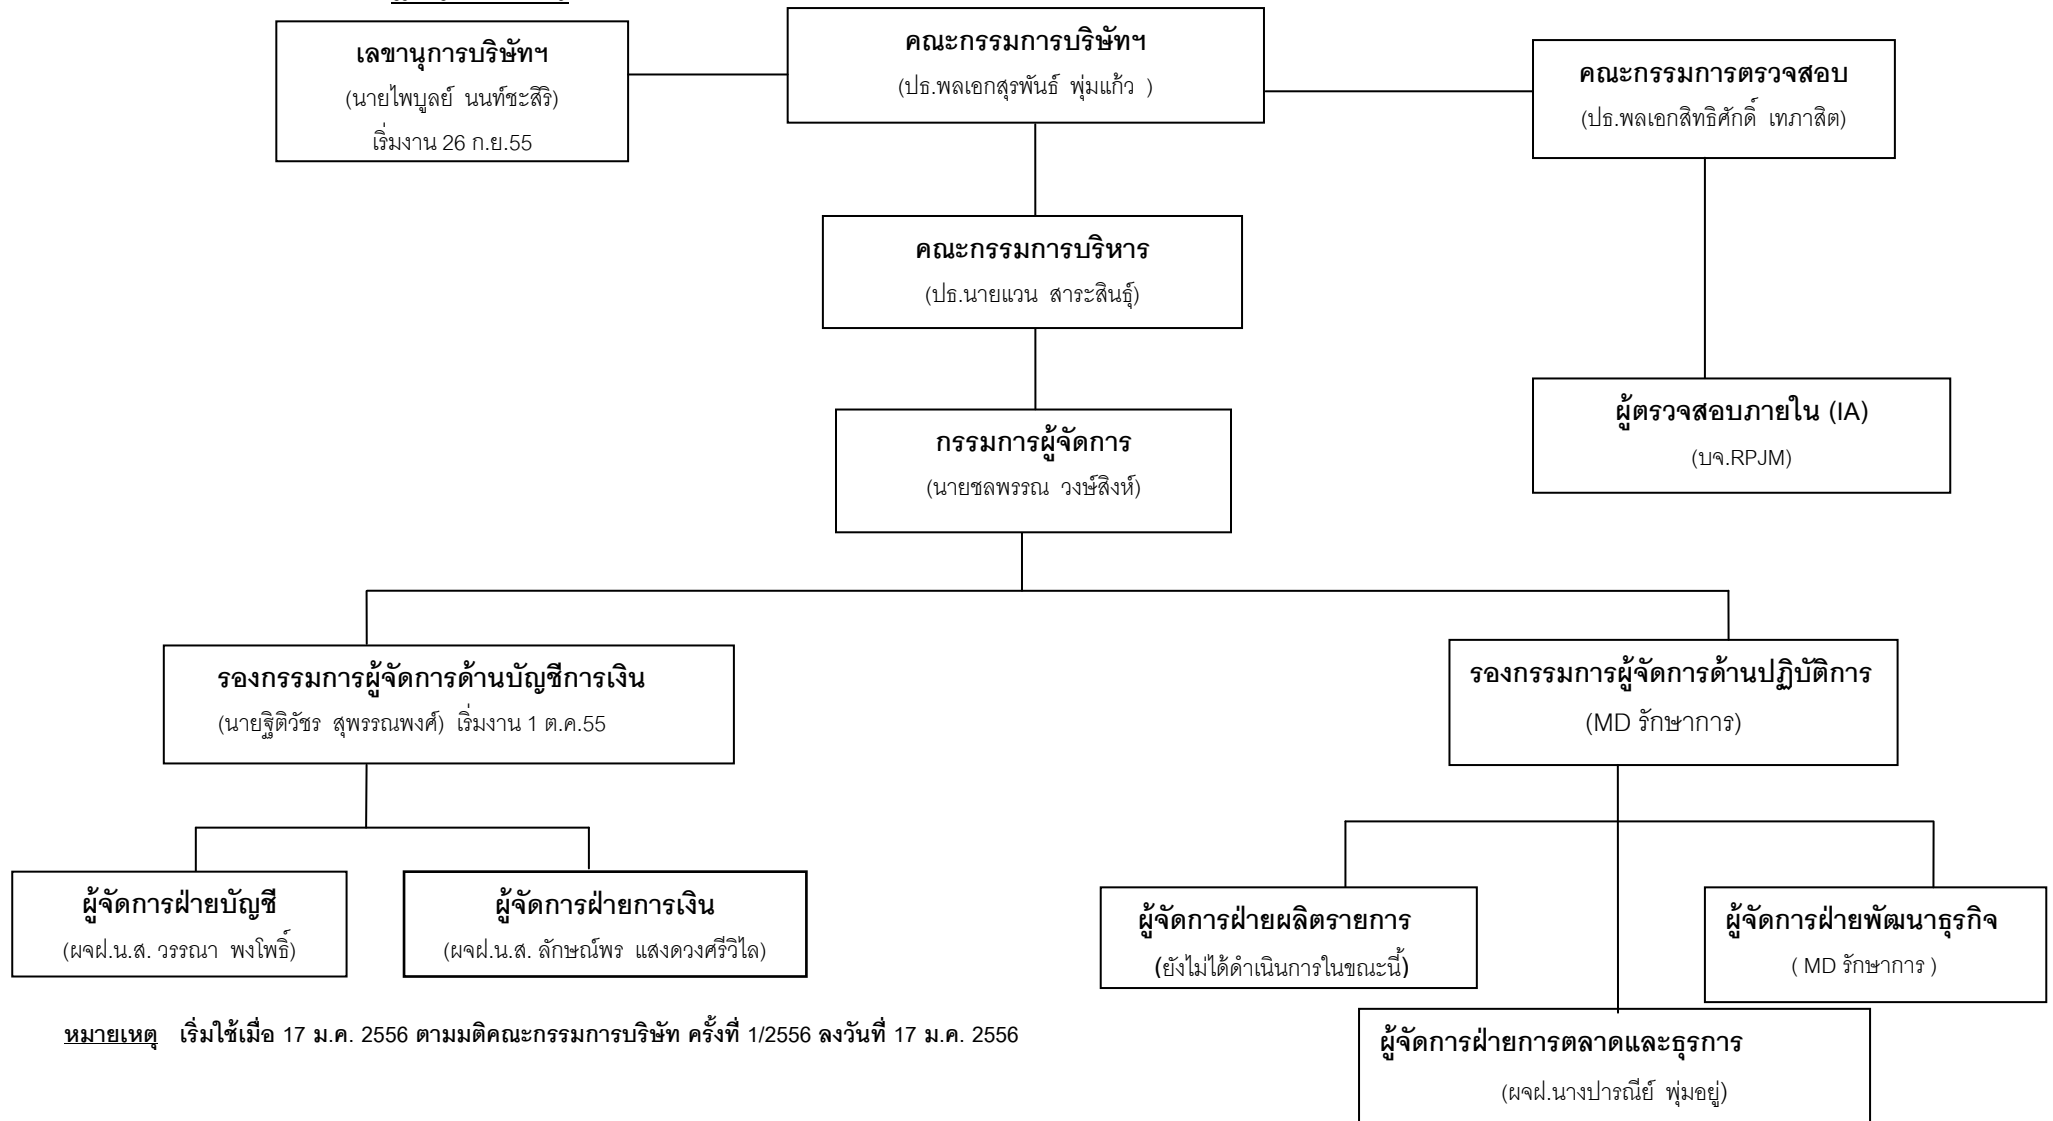 เลขานุการบริษัทฯ
(นายไพบูลย์ นนท์ชะสิริ)
เริ่มงาน 26 ก.ย.55
คณะกรรมการบริษัทฯ
(ปธ.พลเอกสุรพันธ์ พุ่มแก้ว )
คณะกรรมการตรวจสอบ
(ปธ.พลเอกสิทธิศักดิ์ เทภาสิต)
คณะกรรมการบริหาร
(ปธ.นายแวน สาระสินธุ์)
กรรมการผู้จัดการ
(นายชลพรรณ วงษ์สิงห์)
ผู้ตรวจสอบภายใน (IA)
(บจ.RPJM)
รองกรรมการผู้จัดการด้านบัญชีการเงิน
(นายฐิติวัชร สุพรรณพงศ์) เริ่มงาน 1 ต.ค.55
รองกรรมการผู้จัดการด้านปฏิบัติการ
(MD รักษาการ)
ผู้จัดการฝ่ายบัญชี
(ผจฝ.น.ส. วรรณา พงโพธิ์)
ผู้จัดการฝ่ายการเงิน
(ผจฝ.น.ส. ลักษณ์พร แสงดวงศรีวิไล)
ผู้จัดการฝ่ายผลิตรายการ
(ยังไม่ได้ดำเนินการในขณะนี้)
ผู้จัดการฝ่ายพัฒนาธุรกิจ
( MD รักษาการ )
ผู้จัดการฝ่ายการตลาดและธุรการ
(ผจฝ.นางปารณีย์ พุ่มอยู่)
หมายเหตุ เริ่มใช้เมื่อ 17 ม.ค. 2556 ตามมติคณะกรรมการบริษัท ครั้งที่ 1/2556 ลงวันที่ 17 ม.ค. 2556